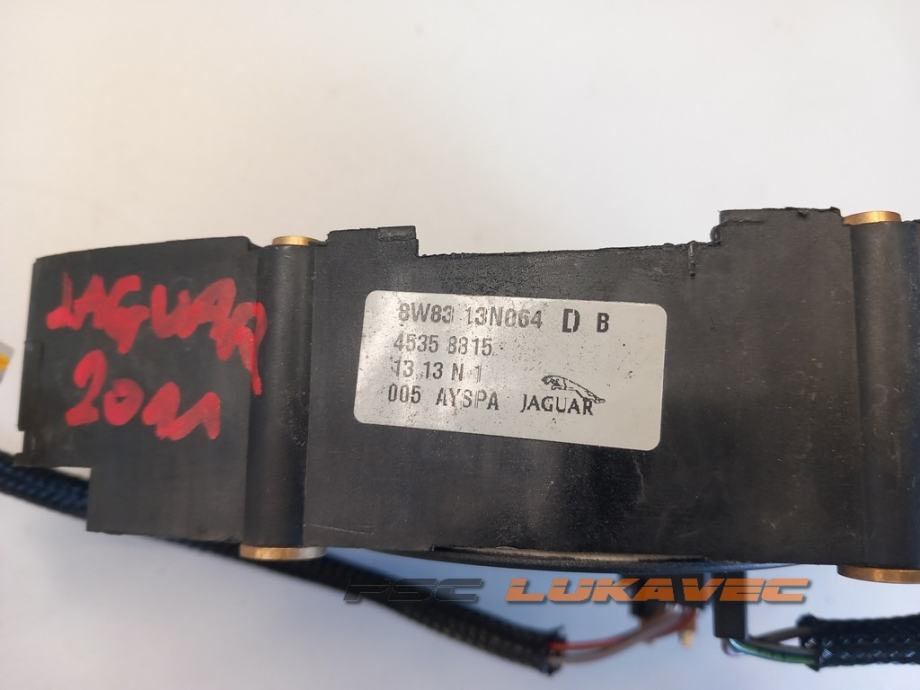 JAGUAR
2011
8W83 13N064 D B
4535 8815
13.13 N 1
005 AYSPA JAGUAR
PSC LUKAVEC